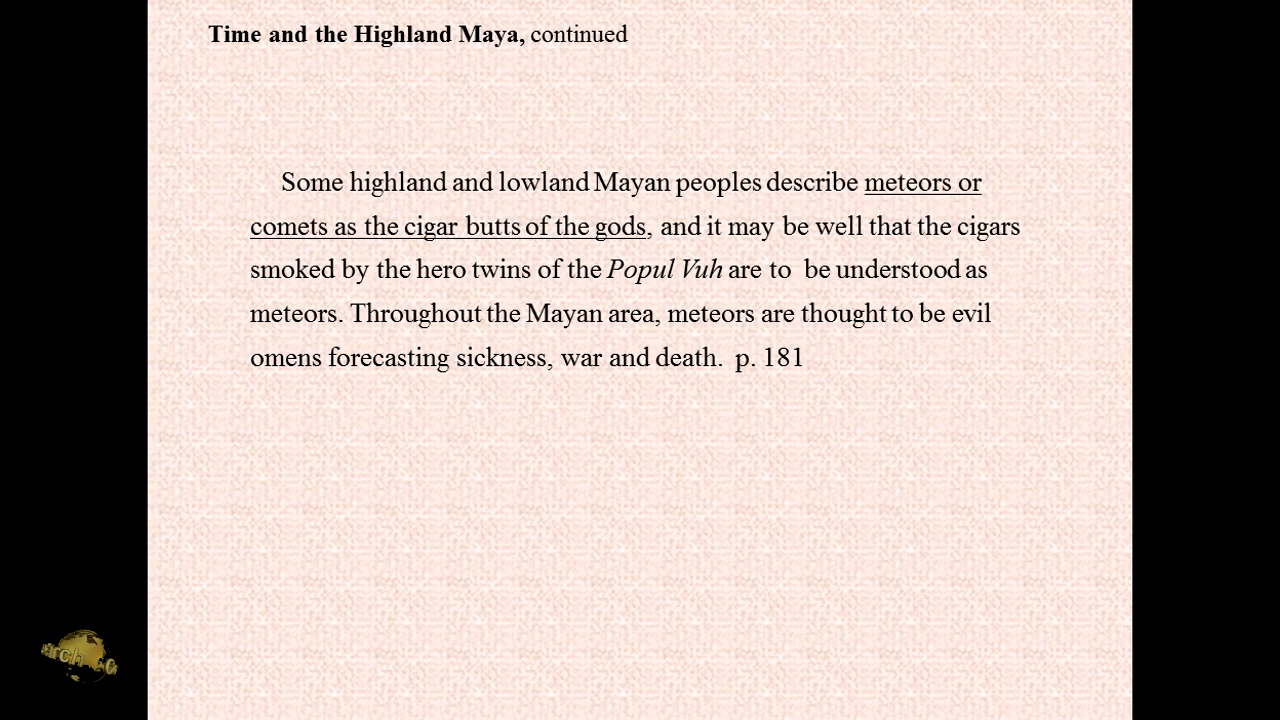 Time and the Highland Maya, continued
Some highland and lowland Mayan peoples describe meteors or
comets as the cigar butts of the gods, and it may be well that the cigars
smoked by the hero twins of the Popul Vuh are to be understood as
meteors. Throughout the Mayan area, meteors are thought to be evil
omens forecasting sickness, war and death. p. 181